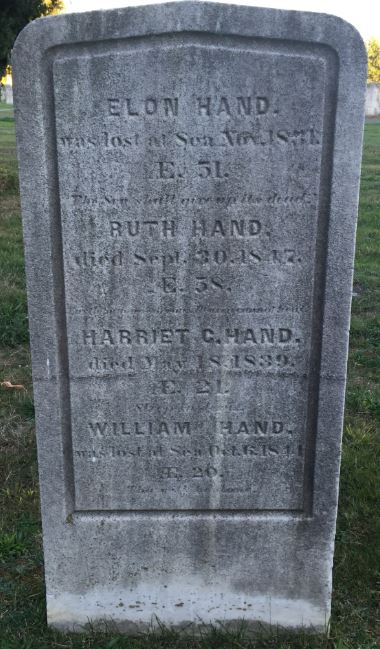 ELON HAND.
was lost at Sea Nov. 1831.
Æ. 51.
"The Sea shall give up its dead."
RUTH HAND.
died Sept. 30, 1847.
Æ. 58.
HARRIET C. HAND.
died May 18, 1839.
Æ. 21.
WILLIAM HAND.
was lost at Sea Oct. 6, 1841
Æ. 20.